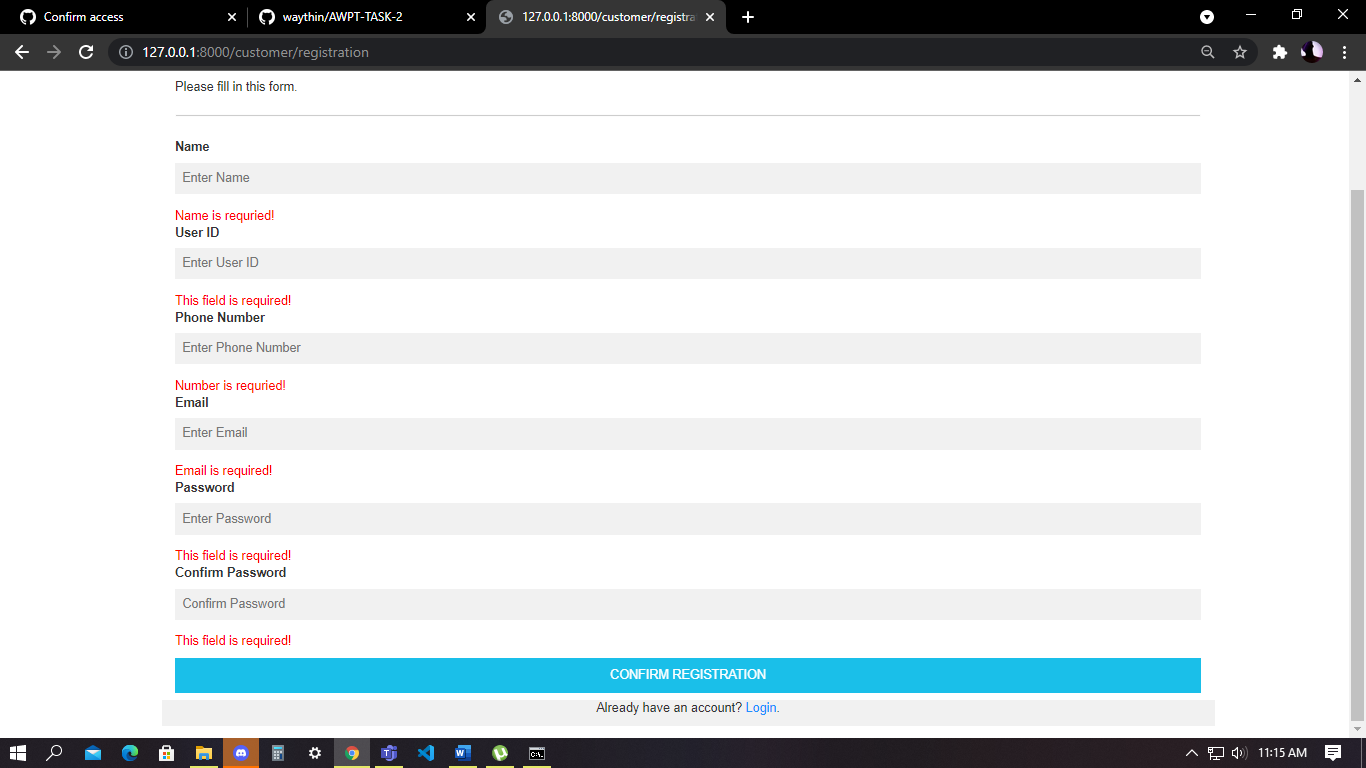 Confirm access
waythin/AWPT-TASK-2
127.0.0.1:8000/customer/registra
127.0.0.1:8000/customer/registration
Please fill in this form.
Name
Enter Name
Name is requried!
User ID
Enter User ID
This field is required!
Phone Number
Enter Phone Number
Number is requried!
Email
Enter Email
Email is required!
Password
Enter Password
This field is required!
Confirm Password
Confirm Password
This field is required!
CONFIRM REGISTRATION
Already have an account? Login.
11:15 AM